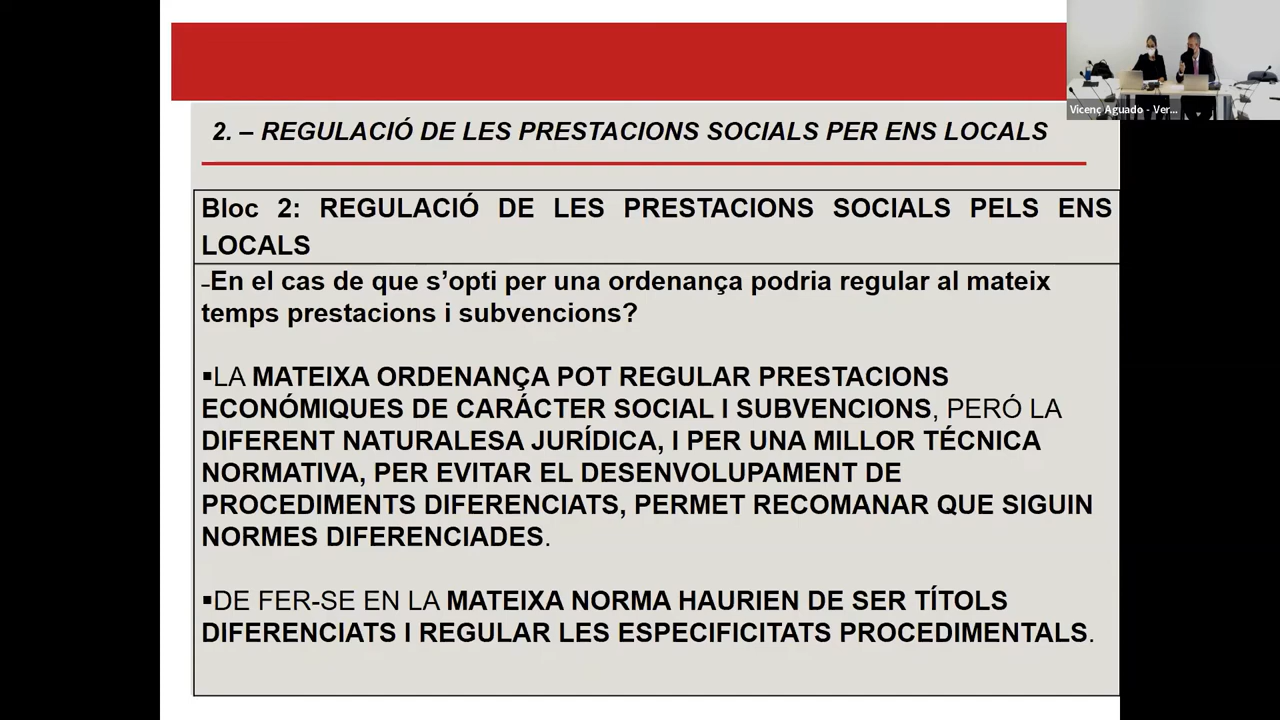 Vicenç Aguado - Ver...
2. – REGULACIÓ DE LES PRESTACIONS SOCIALS PER ENS LOCALS
Bloc 2: REGULACIÓ DE LES PRESTACIONS SOCIALS PELS ENS
LOCALS
-En el cas de que s’opti per una ordenança podria regular al mateix
temps prestacions i subvencions?
▪LA MATEIXA ORDENANÇA POT REGULAR PRESTACIONS
ECONÓMIQUES DE CARÁCTER SOCIAL I SUBVENCIONS, PERÓ LA
DIFERENT NATURALESA JURÍDICA, I PER UNA MILLOR TÉCNICA
NORMATIVA, PER EVITAR EL DESENVOLUPAMENT DE
PROCEDIMENTS DIFERENCIATS, PERMET RECOMANAR QUE SIGUIN
NORMES DIFERENCIADES.
▪DE FER-SE EN LA MATEIXA NORMA HAURIEN DE SER TÍTOLS
DIFERENCIATS I REGULAR LES ESPECIFICITATS PROCEDIMENTALS.